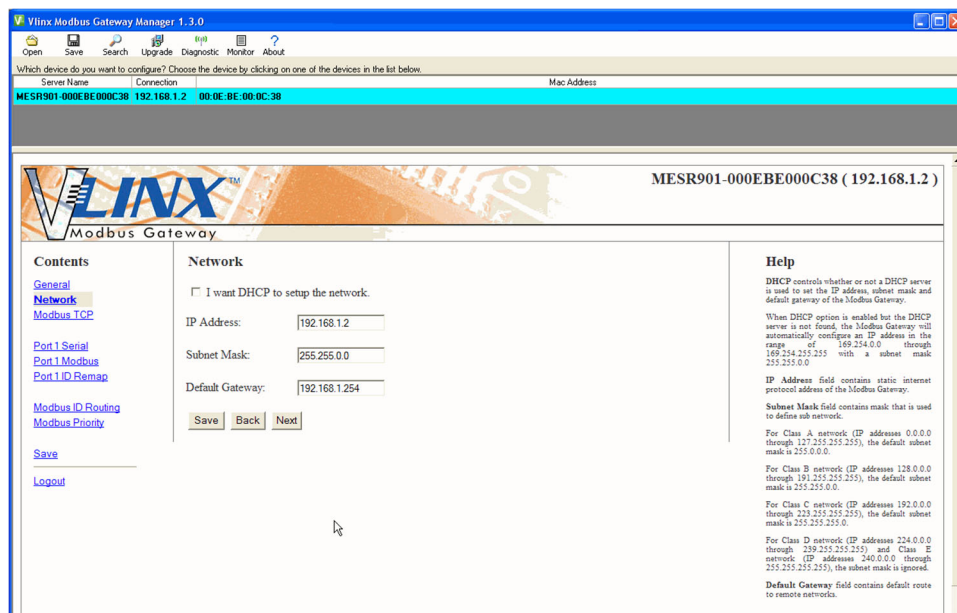 Vlinx Modbus Gateway Manager 1.3.0
Open Save Search Upgrade Diagnostic Monitor About
Which device do you want to configure? Choose the device by clicking on one of the devices in the list below.
Server Name Connection Mac Address
MESR901-000EBE000C38 192.168.1.2 00:0E:BE:00:0C:38
VLINX TM
Modbus Gateway
MESR901-000EBE000C38 ( 192.168.1.2 )
Contents
General
Network
Modbus TCP
Port 1 Serial
Port 1 Modbus
Port 1 ID Remap
Modbus ID Routing
Modbus Priority
Save
Logout
Network
I want DHCP to setup the network.
IP Address: 192.168.1.2
Subnet Mask: 255.255.0.0
Default Gateway: 192.168.1.254
Save Back Next
Help
DHCP controls whether or not a DHCP server
is used to set the IP address, subnet mask and
default gateway of the Modbus Gateway.
When DHCP option is enabled but the DHCP
server is not found, the Modbus Gateway will
automatically configure an IP address in the
range of 169.254.0.0 through
169.254.255.255 with a subnet mask
255.255.0.0
IP Address field contains static internet
protocol address of the Modbus Gateway.
Subnet Mask field contains mask that is used
to define sub network.
For Class A network (IP addresses 0.0.0.0
through 127.255.255.255), the default subnet
mask is 255.0.0.0.
For Class B network (IP addresses 128.0.0.0
through 191.255.255.255), the default subnet
mask is 255.255.0.0.
For Class C network (IP addresses 192.0.0.0
through 223.255.255.255), the default subnet
mask is 255.255.255.0.
For Class D network (IP addresses 224.0.0.0
through 239.255.255.255) and Class E
network (IP addresses 240.0.0.0 through
255.255.255.255), the subnet mask is ignored.
Default Gateway field contains default route
to remote networks.